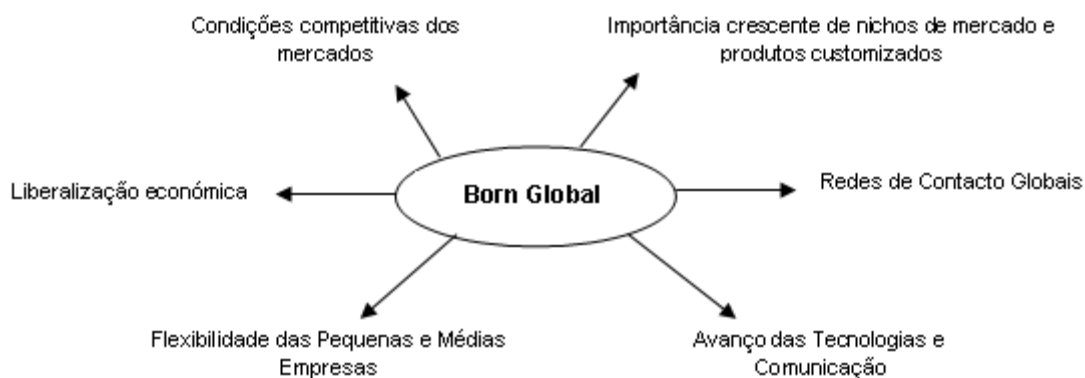 Condições competitivas dos
mercados
Importância crescente de nichos de mercado e
produtos customizados
Liberalização económica
Born Global
Redes de Contacto Globais
Flexibilidade das Pequenas e Médias
Empresas
Avanço das Tecnologias e
Comunicação